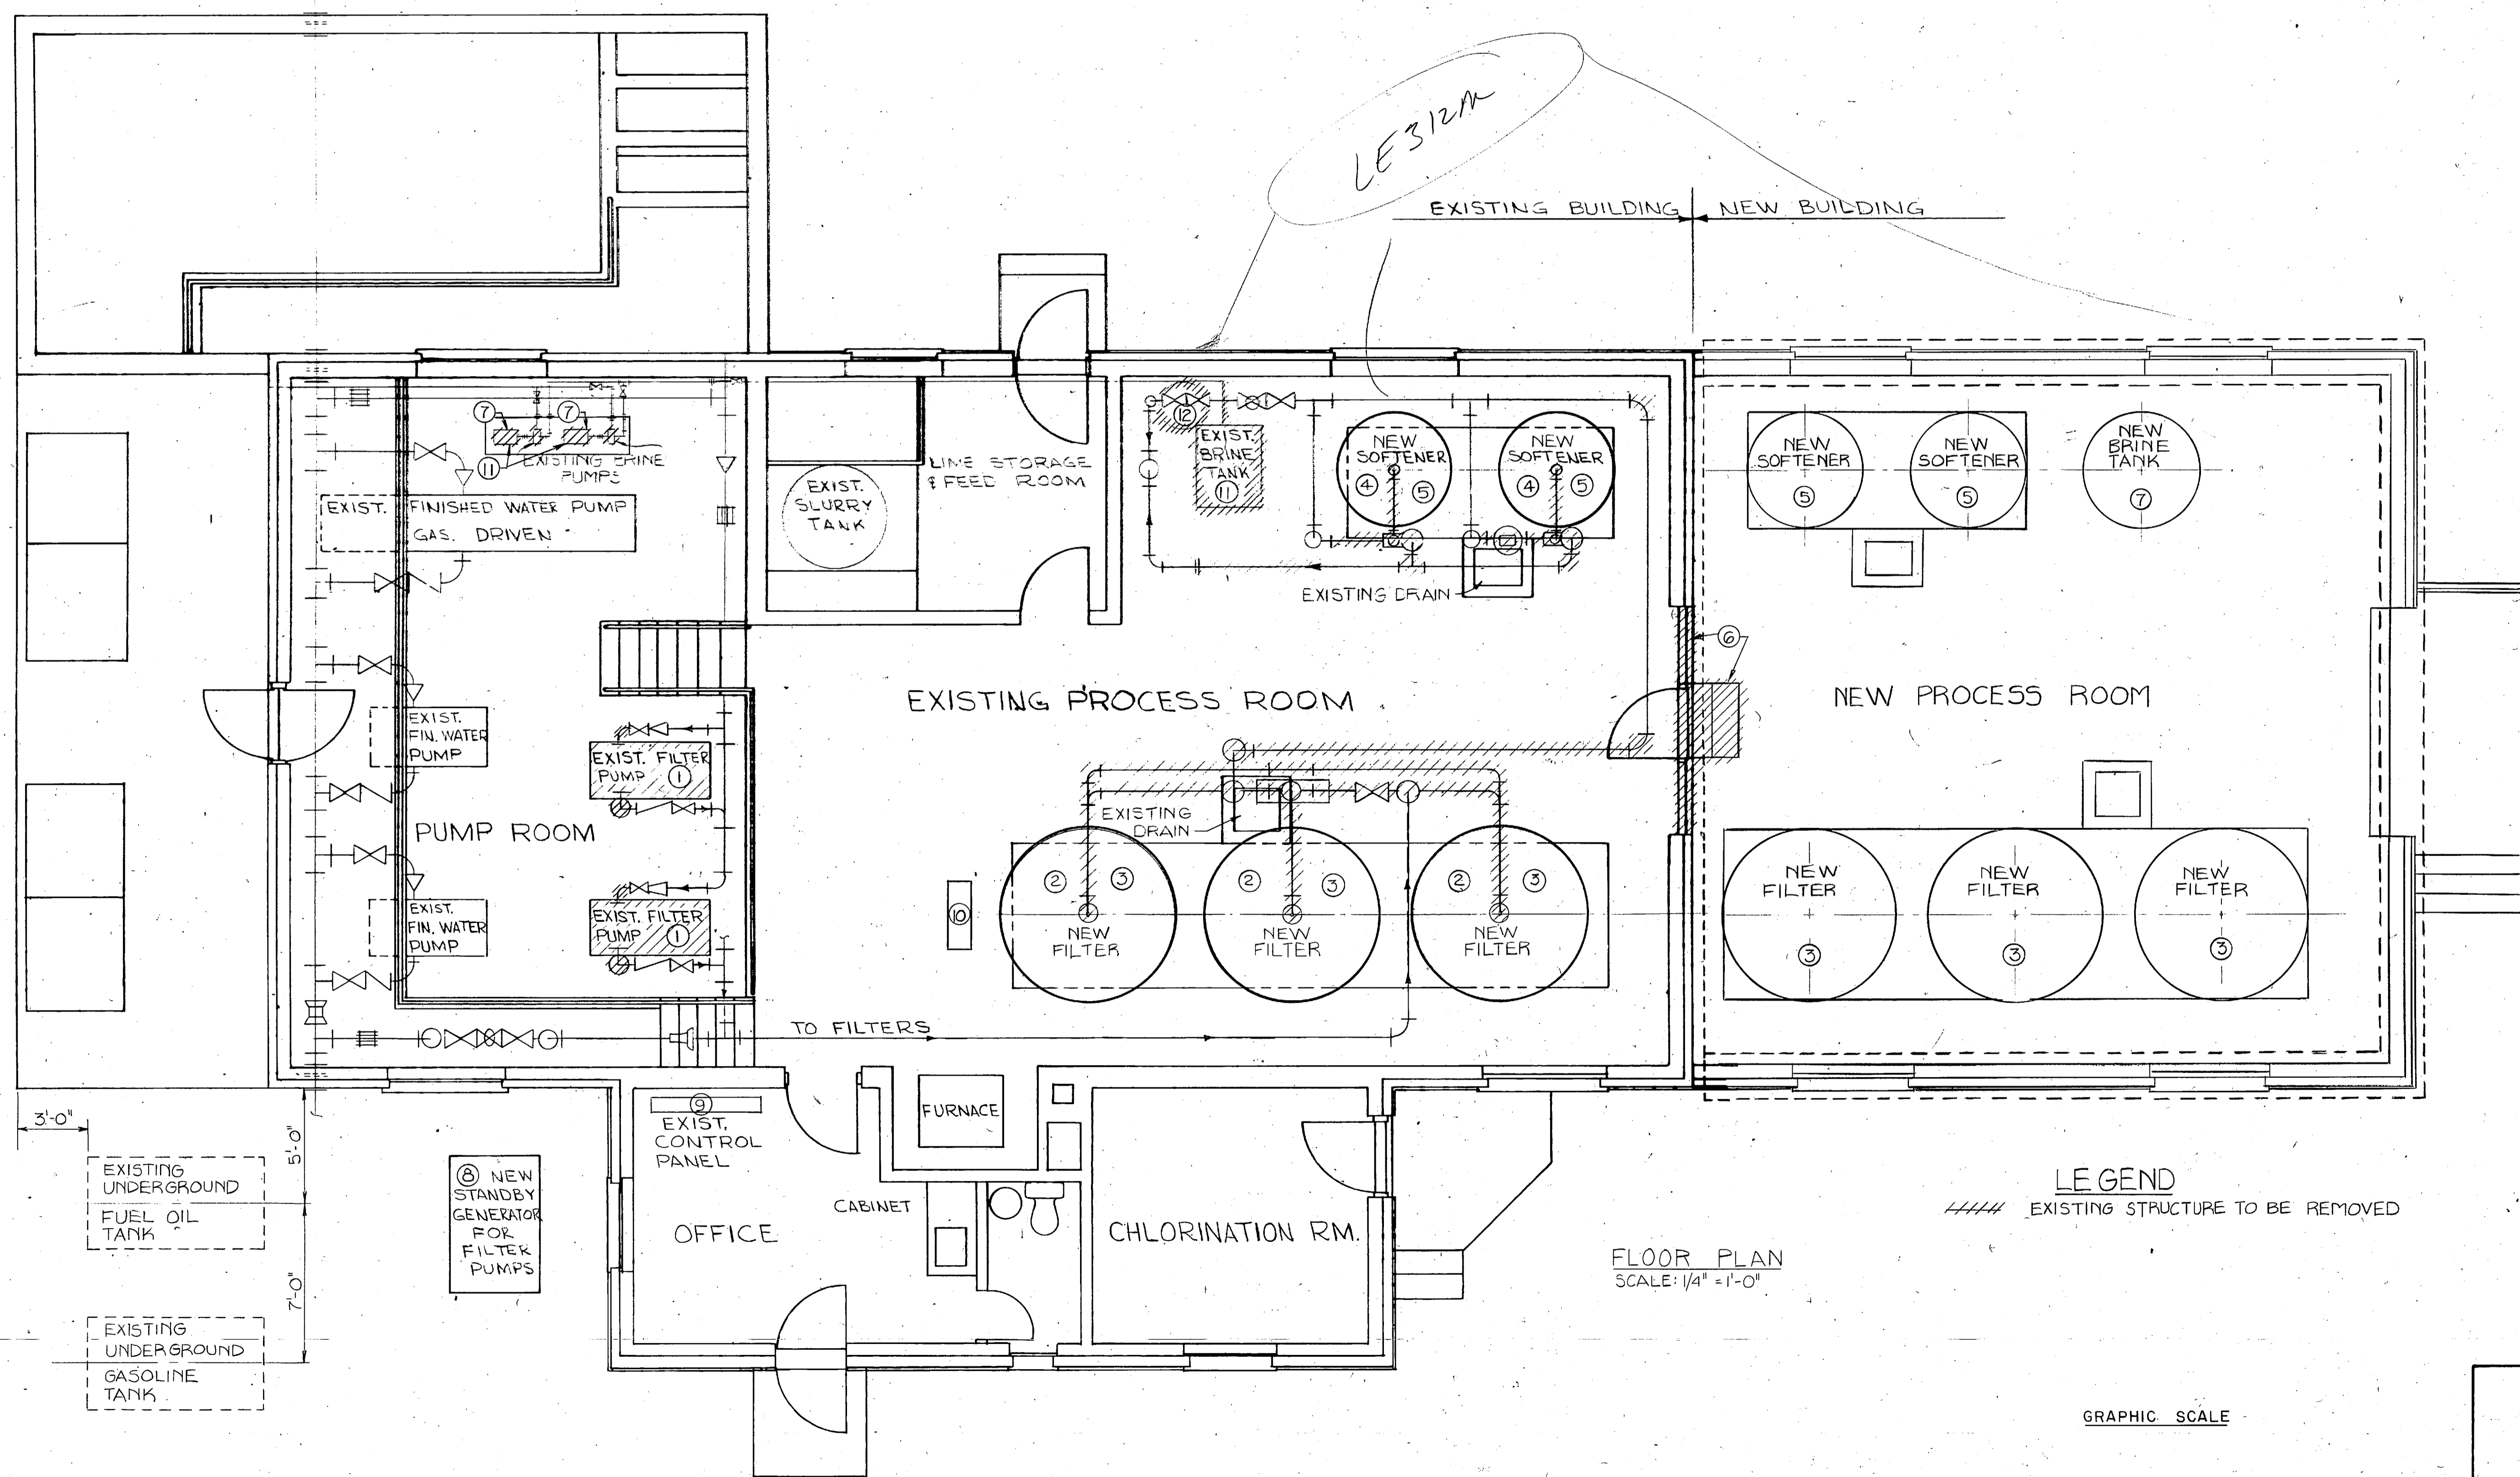 LE312M
EXISTING BUILDING
NEW BUILDING
7
7
11
EXISTING BRINE
PUMPS
EXIST. FINISHED WATER PUMP
GAS. DRIVEN
EXIST.
SLURRY
TANK
LIME STORAGE
& FEED ROOM
12
EXIST.
BRINE
TANK
11
NEW
SOFTENER
4 5
NEW
SOFTENER
4 5
EXISTING DRAIN
NEW
SOFTENER
5
NEW
SOFTENER
5
NEW
BRINE
TANK
7
6
EXISTING PROCESS ROOM
NEW PROCESS ROOM
EXIST.
FIN. WATER
PUMP
EXIST. FILTER
PUMP 1
PUMP ROOM
EXIST.
FIN. WATER
PUMP
EXIST. FILTER
PUMP 1
EXISTING
DRAIN
10
2 3
NEW
FILTER
2 3
NEW
FILTER
2 3
NEW
FILTER
NEW
FILTER
3
NEW
FILTER
3
NEW
FILTER
3
TO FILTERS
3'-0"
5'-0"
7'-0"
EXISTING
UNDERGROUND
FUEL OIL
TANK
EXISTING
UNDERGROUND
GASOLINE
TANK
8 NEW
STANDBY
GENERATOR
FOR
FILTER
PUMPS
9
EXIST.
CONTROL
PANEL
FURNACE
CABINET
OFFICE
CHLORINATION RM.
LEGEND
EXISTING STRUCTURE TO BE REMOVED
FLOOR PLAN
SCALE: 1/4" = 1'-0"
GRAPHIC SCALE